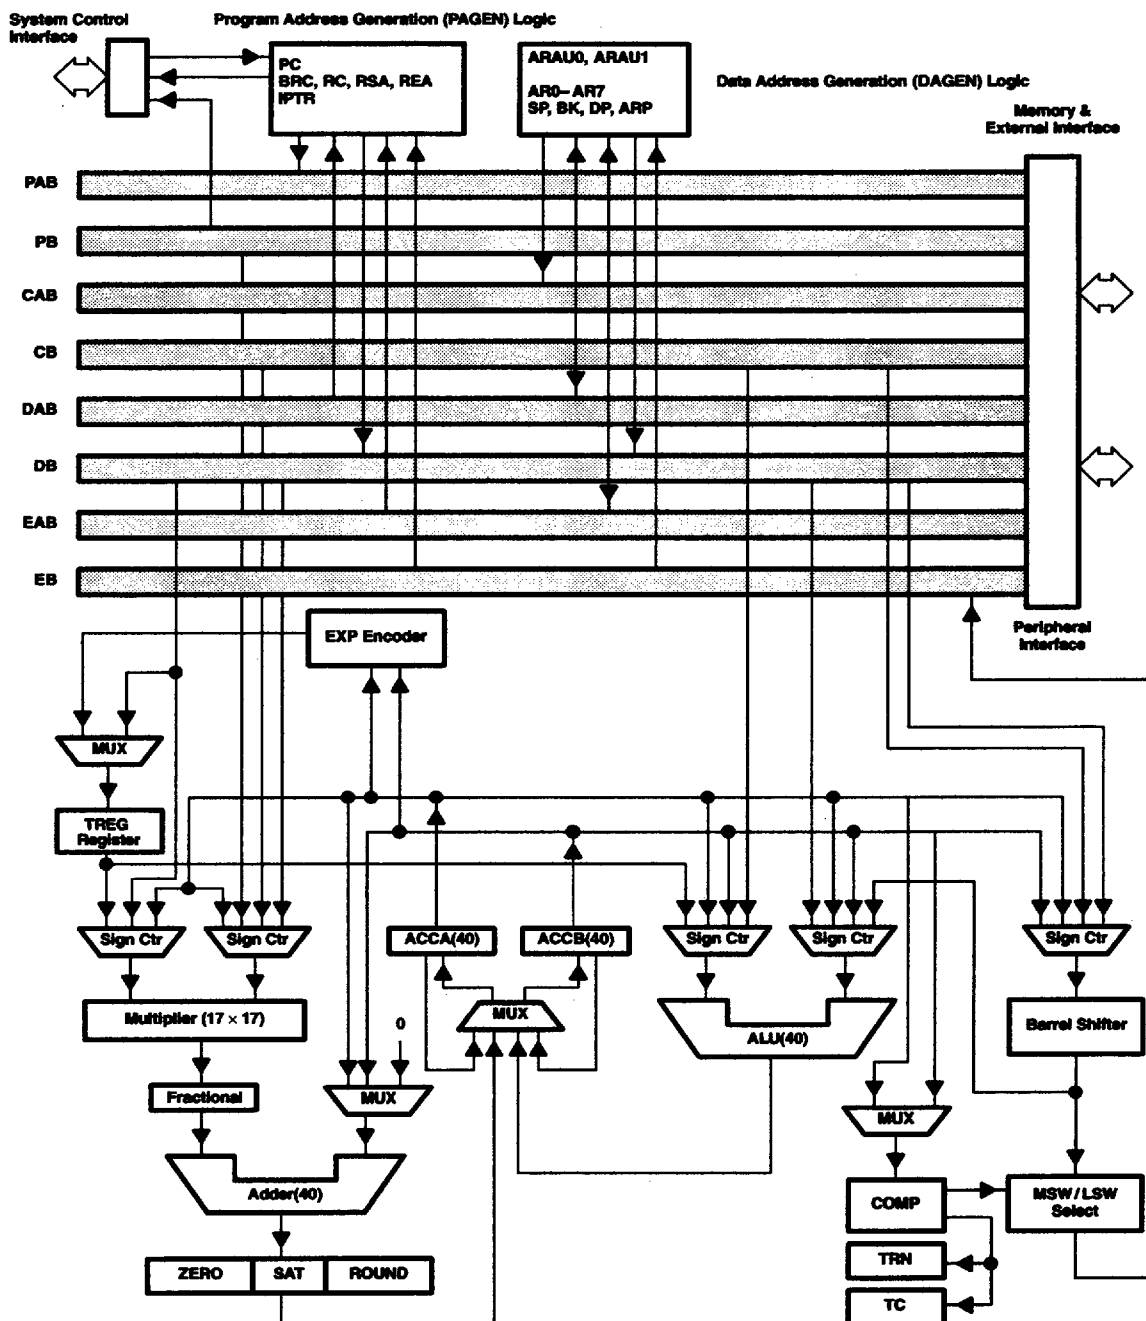 System Control
Interface
Program Address Generation (PAGEN) Logic
PC
BRC, RC, RSA, REA
IPTR
ARAU0, ARAU1
AR0–AR7
SP, BK, DP, ARP
Data Address Generation (DAGEN) Logic
Memory &
External Interface
PAB
PB
CAB
CB
DAB
DB
EAB
EB
EXP Encoder
Peripheral
Interface
MUX
TREG
Register
Sign Ctr
Sign Ctr
ACCA(40)
ACCB(40)
Sign Ctr
Sign Ctr
Sign Ctr
Multiplier (17 × 17)
0
MUX
ALU(40)
Barrel Shifter
Fractional
MUX
MUX
Adder(40)
COMP
MSW/LSW
Select
ZERO
SAT
ROUND
TRN
TC